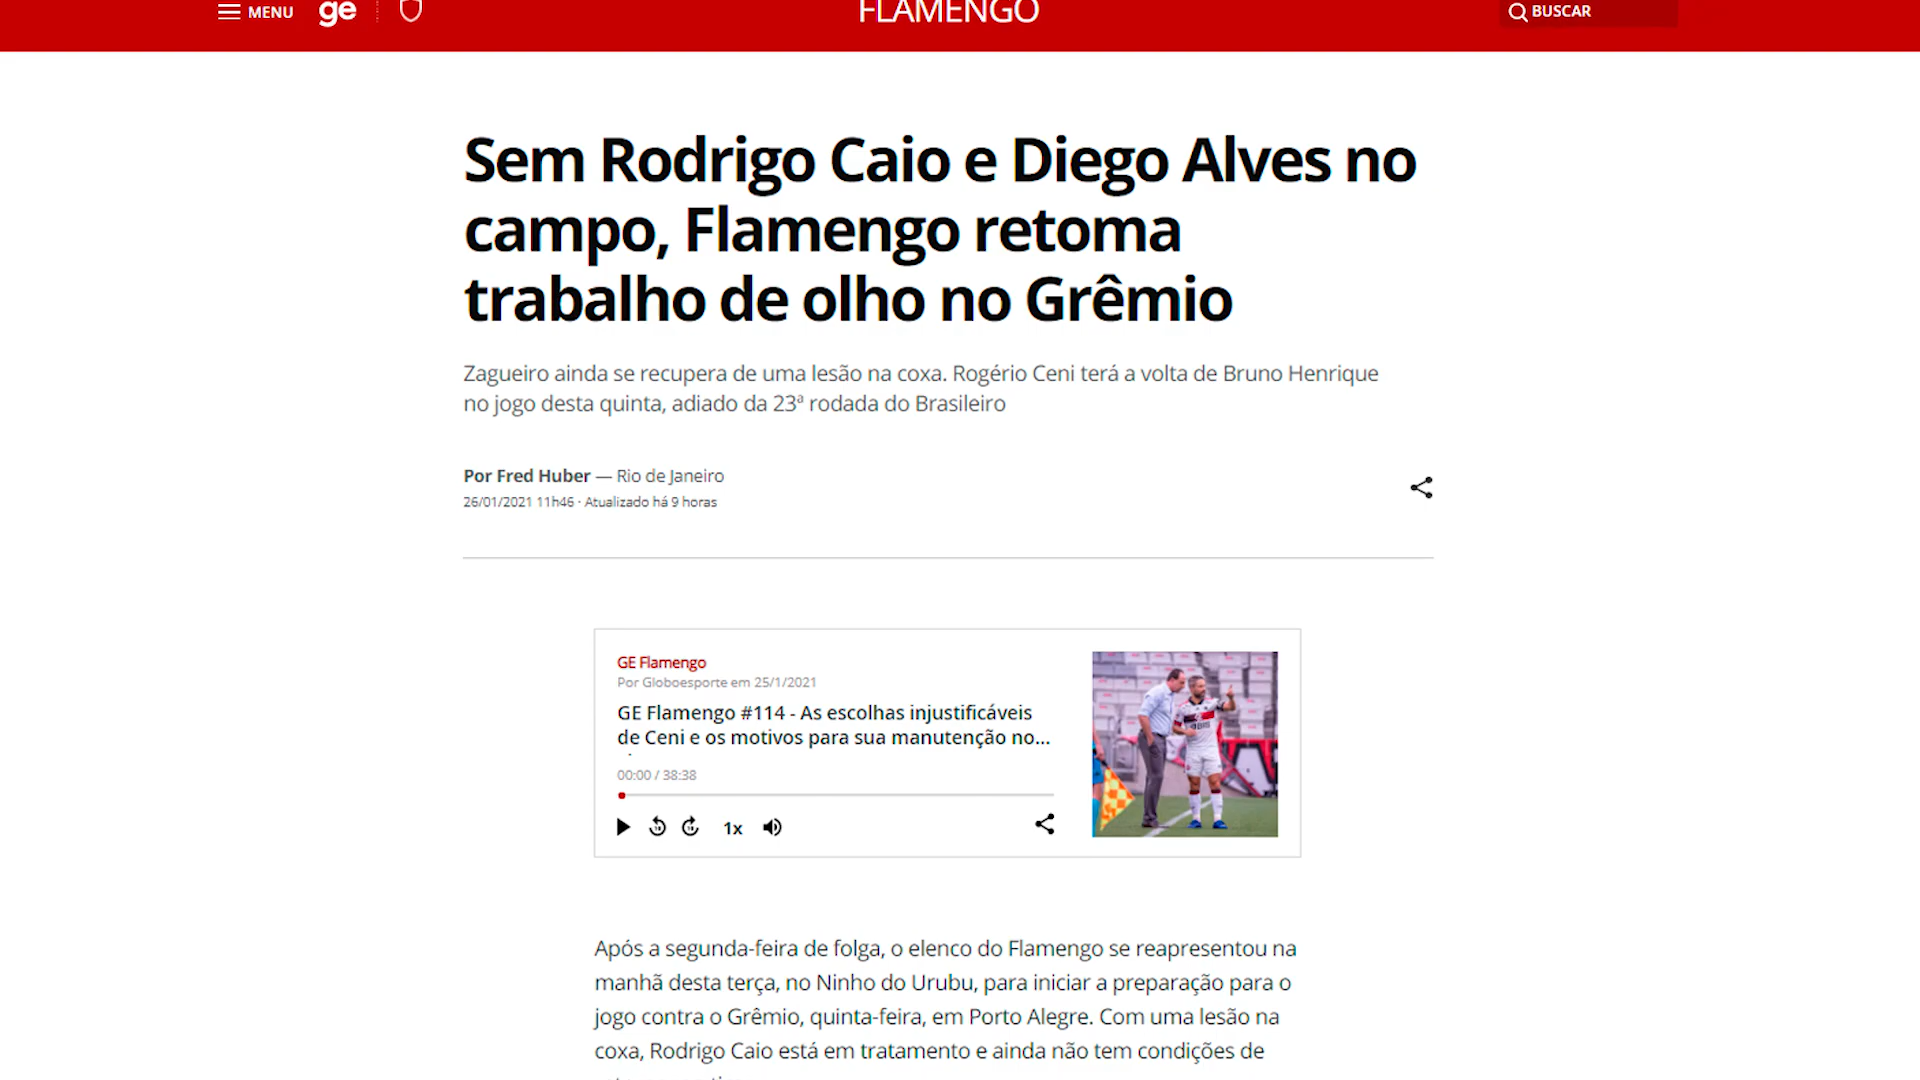 MENU ge FLAMENGO BUSCAR
Sem Rodrigo Caio e Diego Alves no
campo, Flamengo retoma
trabalho de olho no Grêmio
Zagueiro ainda se recupera de uma lesão na coxa. Rogério Ceni terá a volta de Bruno Henrique
no jogo desta quinta, adiado da 23ª rodada do Brasileiro
Por Fred Huber — Rio de Janeiro
26/01/2021 11h46 · Atualizado há 9 horas
GE Flamengo
Por Globoesporte em 25/1/2021
GE Flamengo #114 - As escolhas injustificáveis
de Ceni e os motivos para sua manutenção no...
00:00 / 38:38
1x
Após a segunda-feira de folga, o elenco do Flamengo se reapresentou na
manhã desta terça, no Ninho do Urubu, para iniciar a preparação para o
jogo contra o Grêmio, quinta-feira, em Porto Alegre. Com uma lesão na
coxa, Rodrigo Caio está em tratamento e ainda não tem condições de